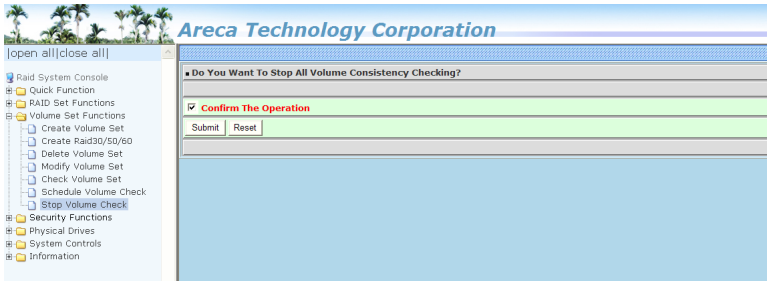 Areca Technology Corporation
|open all|close all|
Raid System Console
Quick Function
RAID Set Functions
Volume Set Functions
Create Volume Set
Create Raid30/50/60
Delete Volume Set
Modify Volume Set
Check Volume Set
Schedule Volume Check
Stop Volume Check
Security Functions
Physical Drives
System Controls
Information
Do You Want To Stop All Volume Consistency Checking?
Confirm The Operation
Submit Reset